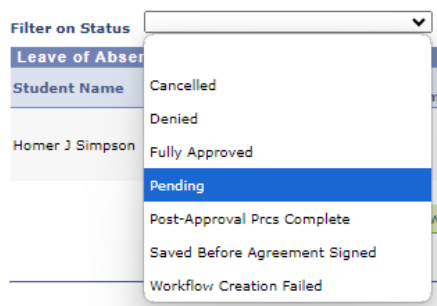 Filter on Status
Leave of Absen
Student Name
Homer J Simpson
Cancelled
Denied
Fully Approved
Pending
Post-Approval Prcs Complete
Saved Before Agreement Signed
Workflow Creation Failed